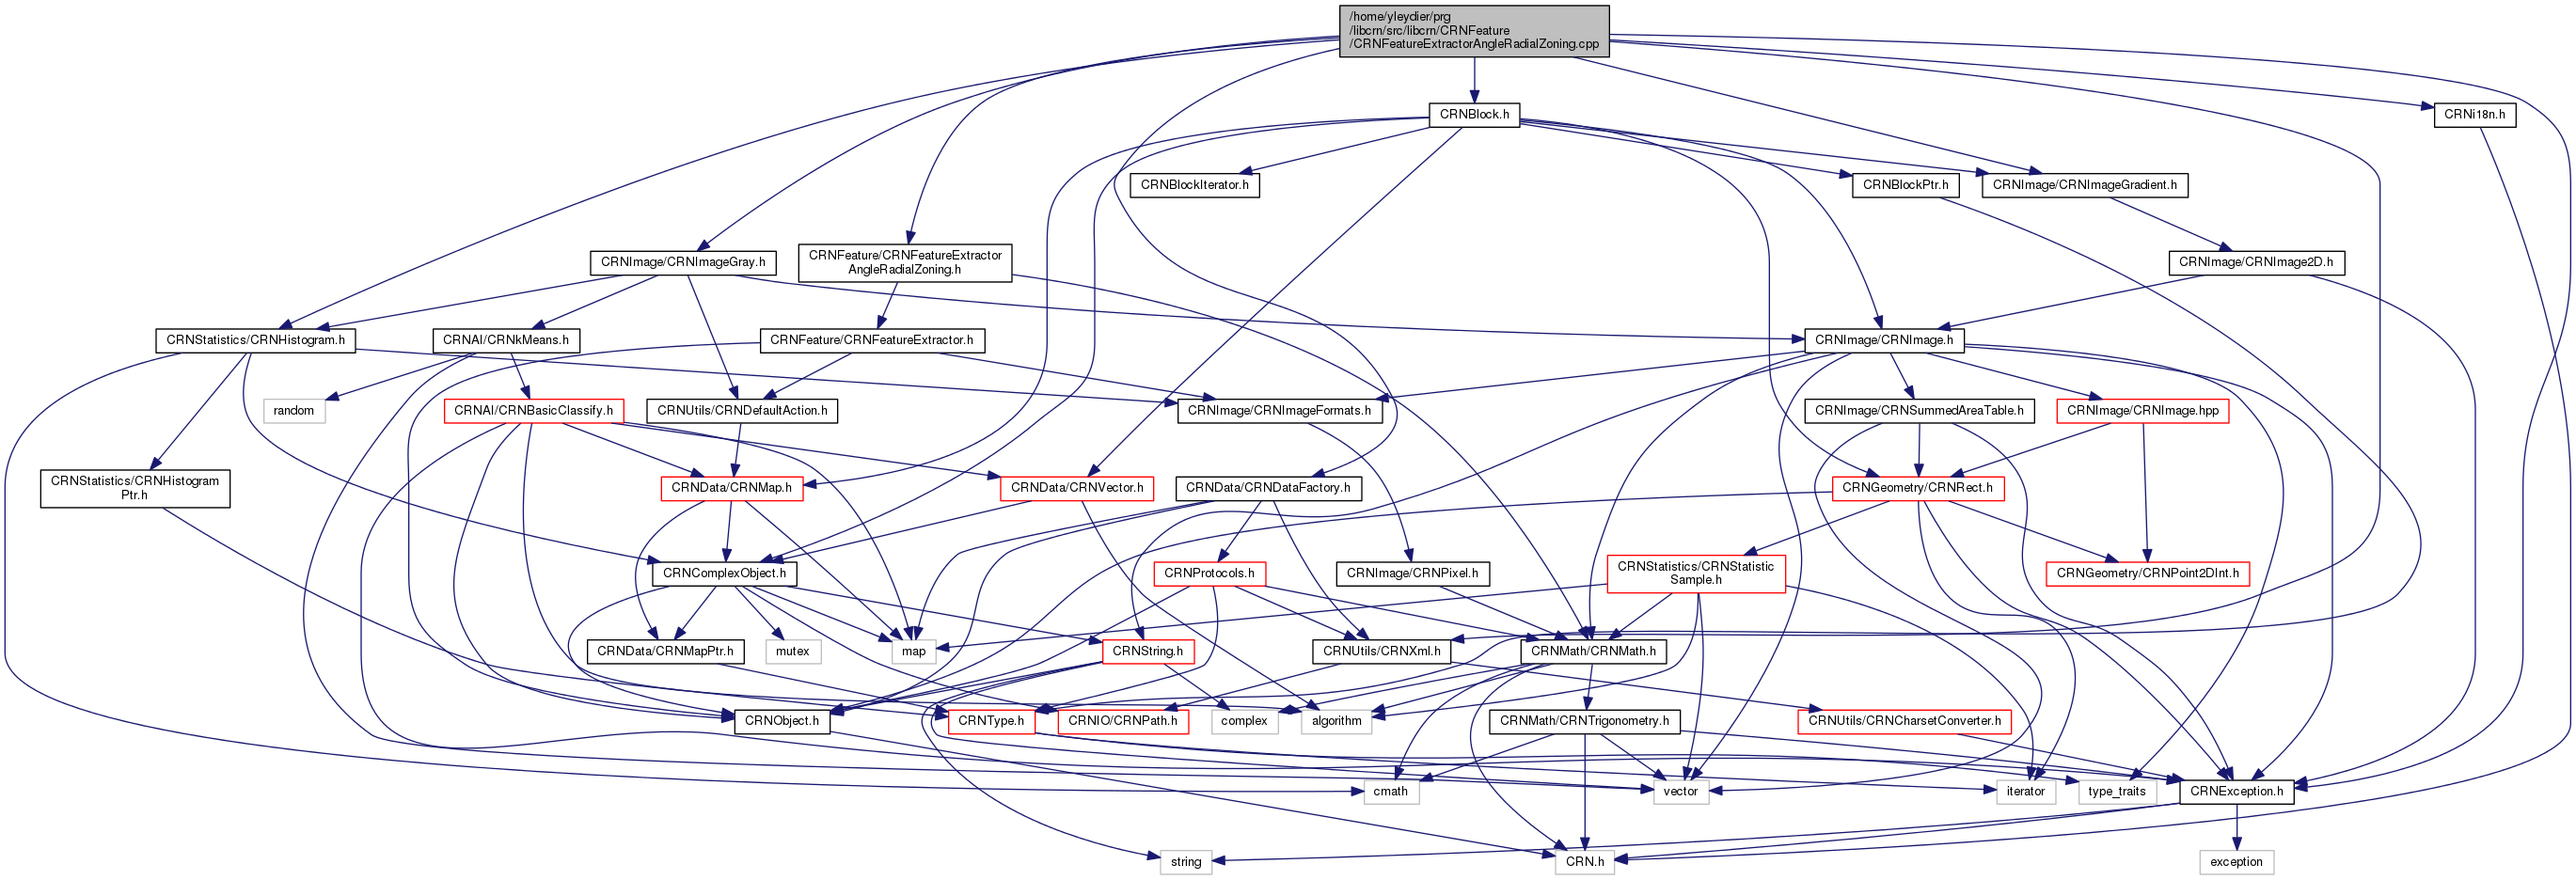 /home/yleydier/prg
/libcrn/src/libcrn/CRNFeature
/CRNFeatureExtractorAngleRadialZoning.cpp
CRNBlock.h
CRNi18n.h
CRNBlockIterator.h
CRNBlockPtr.h
CRNImage/CRNImageGradient.h
CRNImage/CRNImageGray.h
CRNFeature/CRNFeatureExtractor
AngleRadialZoning.h
CRNImage/CRNImage2D.h
CRNStatistics/CRNHistogram.h
CRNAI/CRNkMeans.h
CRNFeature/CRNFeatureExtractor.h
CRNImage/CRNImage.h
random
CRNAI/CRNBasicClassify.h
CRNUtils/CRNDefaultAction.h
CRNImage/CRNImageFormats.h
CRNImage/CRNSummedAreaTable.h
CRNImage/CRNImage.hpp
CRNStatistics/CRNHistogram
Ptr.h
CRNData/CRNMap.h
CRNData/CRNVector.h
CRNData/CRNDataFactory.h
CRNGeometry/CRNRect.h
CRNComplexObject.h
CRNProtocols.h
CRNImage/CRNPixel.h
CRNStatistics/CRNStatistic
Sample.h
CRNGeometry/CRNPoint2DInt.h
CRNData/CRNMapPtr.h
mutex
map
CRNString.h
CRNUtils/CRNXml.h
CRNMath/CRNMath.h
CRNObject.h
CRNType.h
CRNIO/CRNPath.h
complex
algorithm
CRNMath/CRNTrigonometry.h
CRNUtils/CRNCharsetConverter.h
cmath
vector
iterator
type_traits
CRNException.h
string
CRN.h
exception